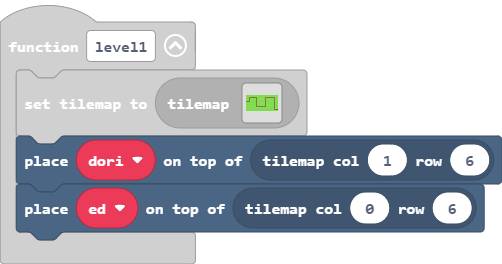 function level1
set tilemap to tilemap
place dori on top of tilemap col 1 row 6
place ed on top of tilemap col 0 row 6